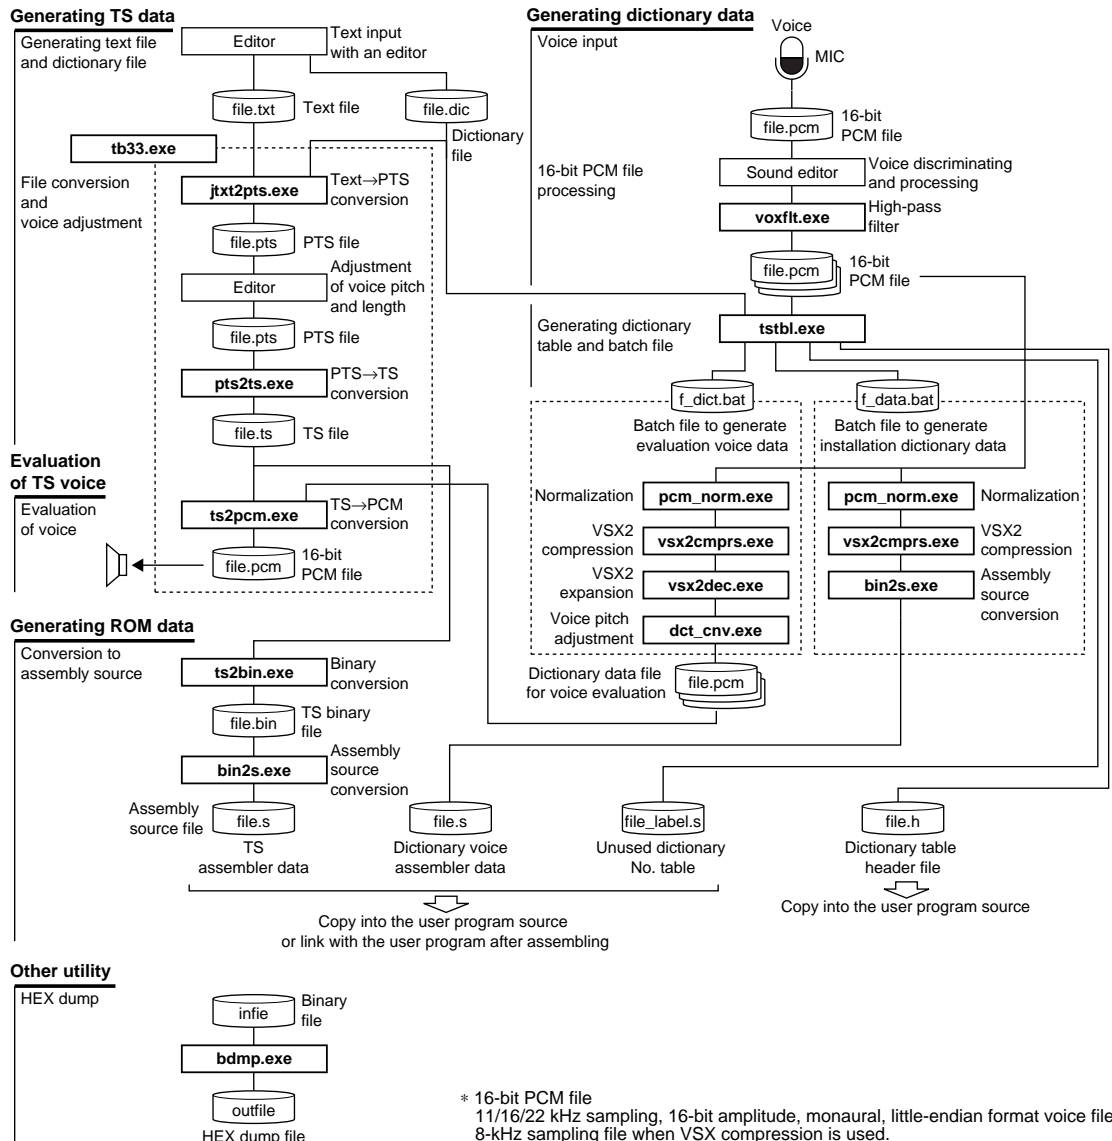 Generating TS data
Generating text file
and dictionary file
Editor
Text input
with an editor
file.txt
Text file
file.dic
Dictionary
file
tb33.exe
File conversion
and
voice adjustment
jtxt2pts.exe
Text→PTS
conversion
file.pts
PTS file
Editor
Adjustment
of voice pitch
and length
file.pts
PTS file
pts2ts.exe
PTS→TS
conversion
file.ts
TS file
Evaluation
of TS voice
Evaluation
of voice
ts2pcm.exe
TS→PCM
conversion
file.pcm
16-bit
PCM file
Generating dictionary data
Voice input
Voice
MIC
file.pcm
16-bit
PCM file
16-bit PCM file
processing
Sound editor
Voice discriminating
and processing
voxflt.exe
High-pass
filter
file.pcm
16-bit
PCM file
Generating dictionary
table and batch file
tstbl.exe
f_dict.bat
Batch file to generate
evaluation voice data
f_data.bat
Batch file to generate
installation dictionary data
Normalization
pcm_norm.exe
VSX2
compression
vsx2cmprs.exe
VSX2
expansion
vsx2dec.exe
Voice pitch
adjustment
dct_cnv.exe
Dictionary data file
for voice evaluation
file.pcm
pcm_norm.exe
Normalization
vsx2cmprs.exe
VSX2
compression
bin2s.exe
Assembly
source
conversion
Generating ROM data
Conversion to
assembly source
ts2bin.exe
Binary
conversion
file.bin
TS binary
file
bin2s.exe
Assembly
source
conversion
Assembly
source file
file.s
TS
assembler data
file.s
Dictionary voice
assembler data
file_label.s
Unused dictionary
No. table
file.h
Dictionary table
header file
Copy into the user program source
or link with the user program after assembling
Copy into the user program source
Other utility
HEX dump
infie
Binary
file
bdmp.exe
outfile
HEX dump file
* 16-bit PCM file
11/16/22 kHz sampling, 16-bit amplitude, monaural, little-endian format voice file
8-kHz sampling file when VSX compression is used.